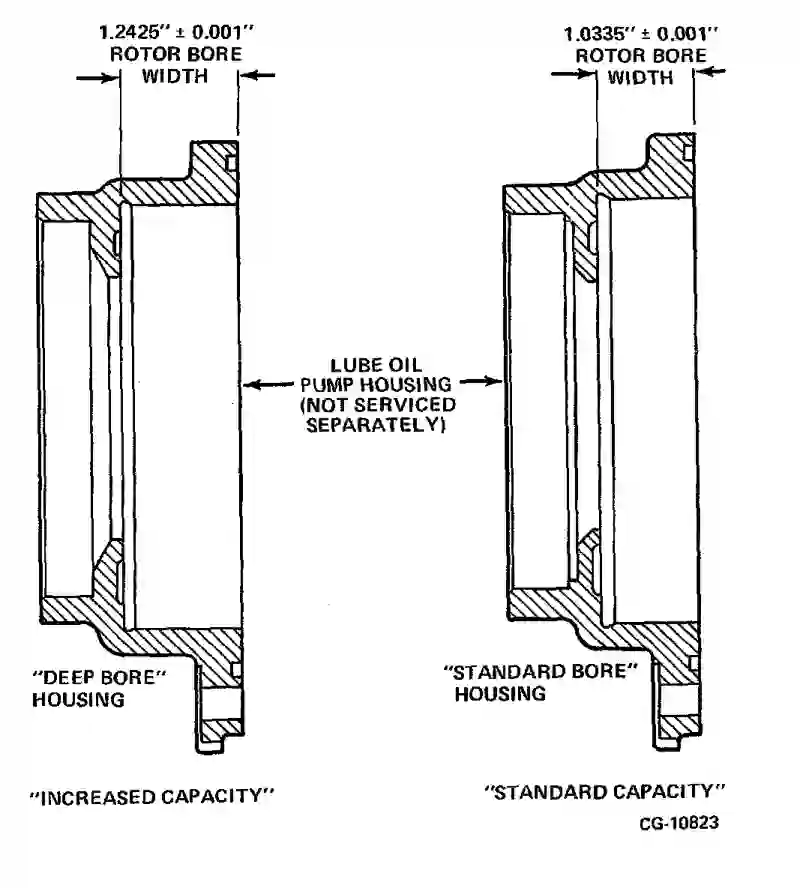 1.2425" ± 0.001"
ROTOR BORE
WIDTH
1.0335" ± 0.001"
ROTOR BORE
WIDTH
LUBE OIL
PUMP HOUSING
(NOT SERVICED
SEPARATELY)
"DEEP BORE"
HOUSING
"STANDARD BORE"
HOUSING
"INCREASED CAPACITY"
"STANDARD CAPACITY"
CG-10823